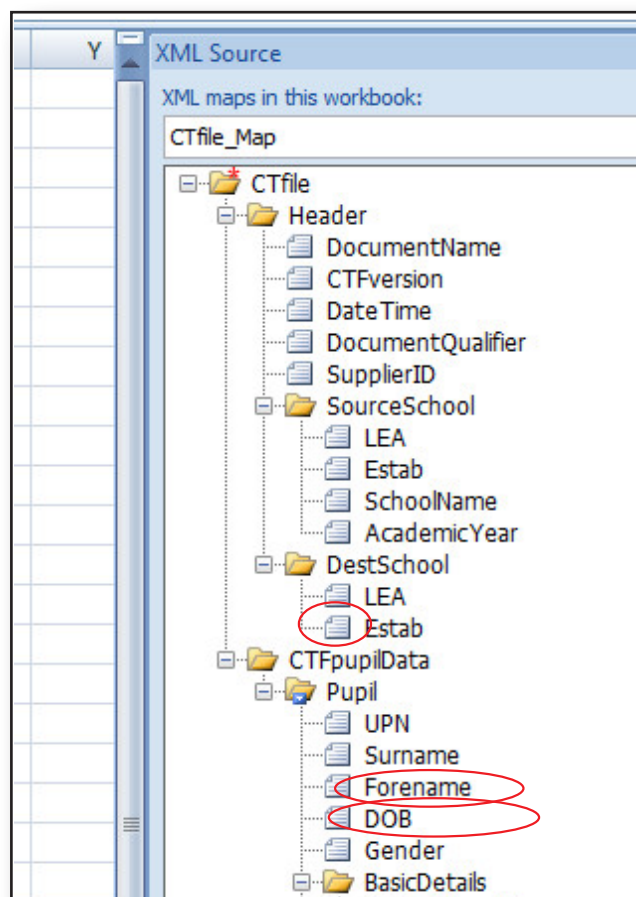 Y
XML Source
XML maps in this workbook:
CTfile_Map
CTfile
Header
DocumentName
CTFversion
DateTime
DocumentQualifier
SupplierID
SourceSchool
LEA
Estab
SchoolName
AcademicYear
DestSchool
LEA
Estab
CTFpupilData
Pupil
UPN
Surname
Forename
DOB
Gender
BasicDetails